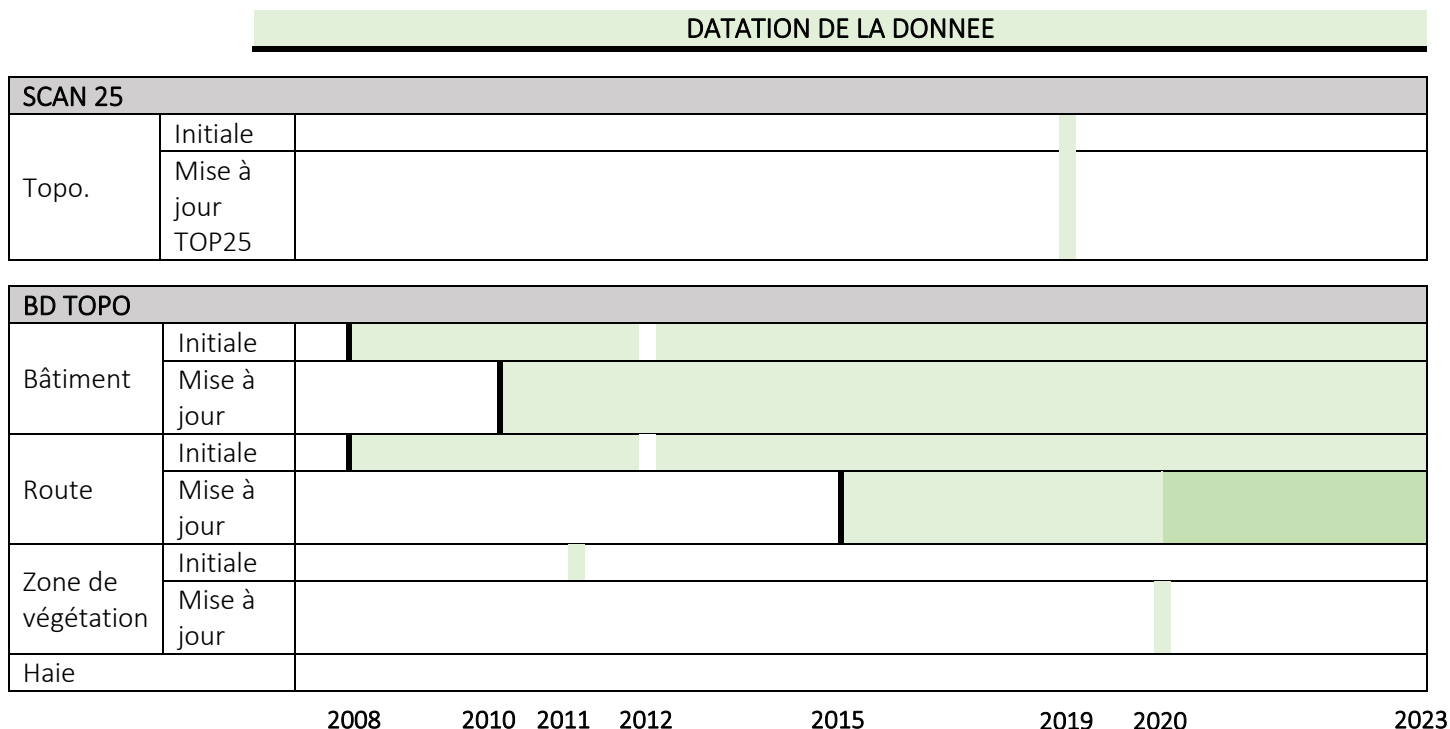 DATATION DE LA DONNEE
SCAN 25
Topo.
Initiale
Mise à
jour
TOP25
BD TOPO
Bâtiment
Initiale
Mise à
jour
Route
Initiale
Mise à
jour
Zone de
végétation
Initiale
Mise à
jour
Haie
2008 2010 2011 2012 2015 2019 2020 2023